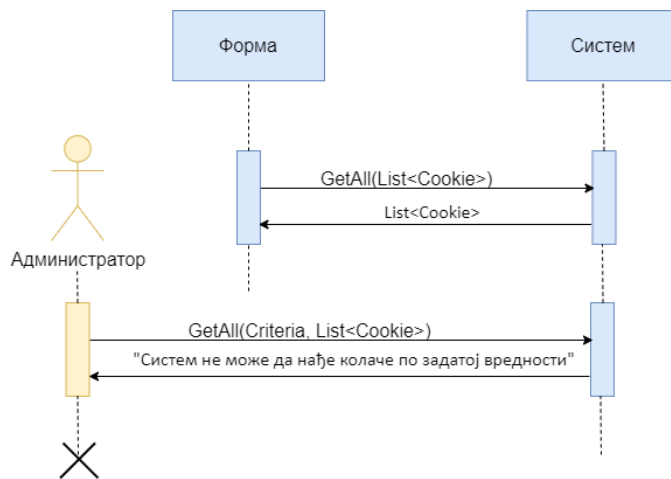 Форма
Систем
GetAll(List<Cookie>)
List<Cookie>
Администратор
GetAll(Criteria, List<Cookie>)
"Систем не може да нађе колаче по задатој вредности"